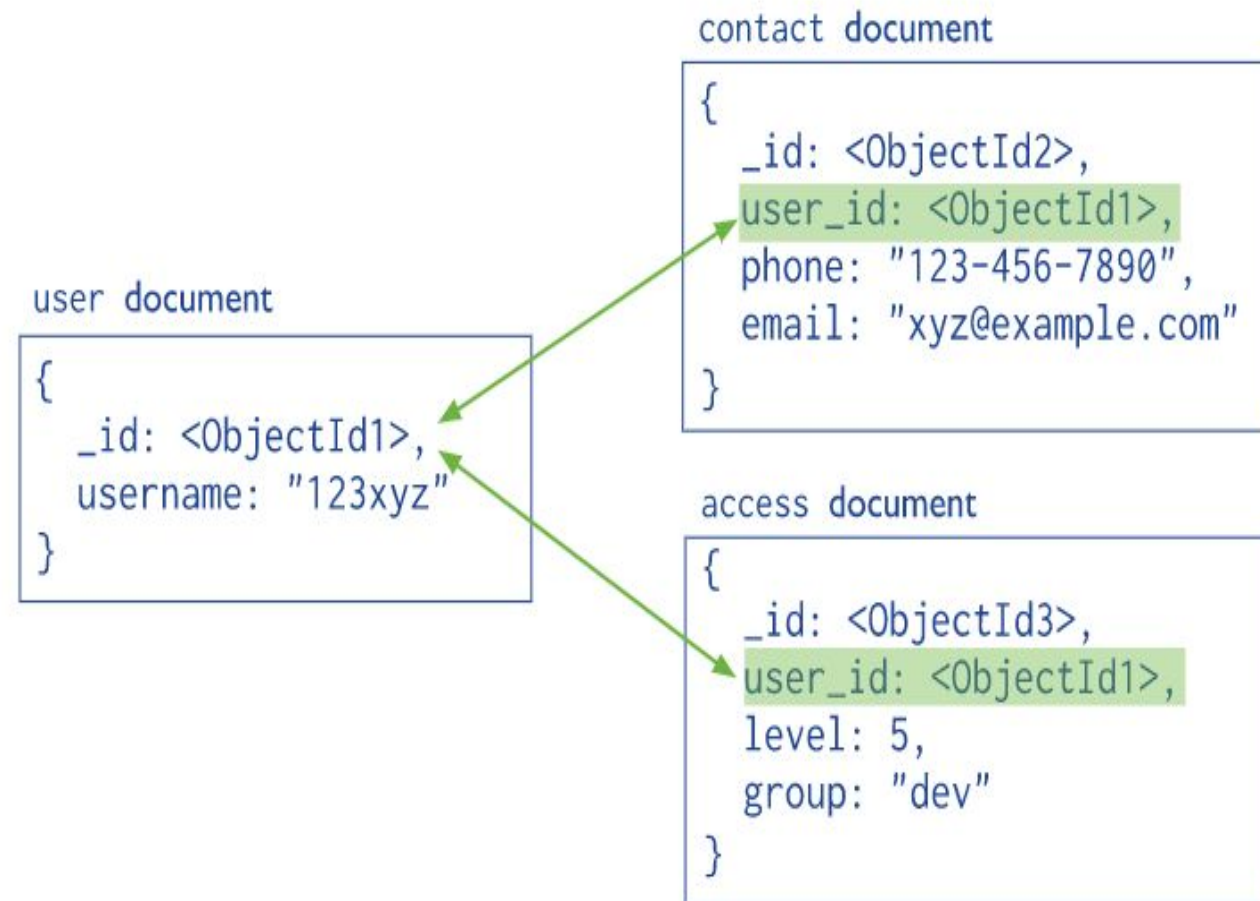 contact document
{
_id: <ObjectId2>,
user_id: <ObjectId1>,
phone: "123-456-7890",
email: "xyz@example.com"
}
user document
{
_id: <ObjectId1>,
username: "123xyz"
}
access document
{
_id: <ObjectId3>,
user_id: <ObjectId1>,
level: 5,
group: "dev"
}